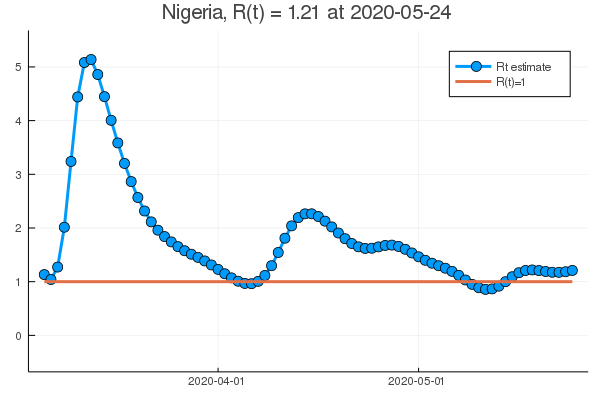 Nigeria, R(t) = 1.21 at 2020-05-24
Rt estimate
R(t)=1
5
4
3
2
1
0
2020-04-01
2020-05-01